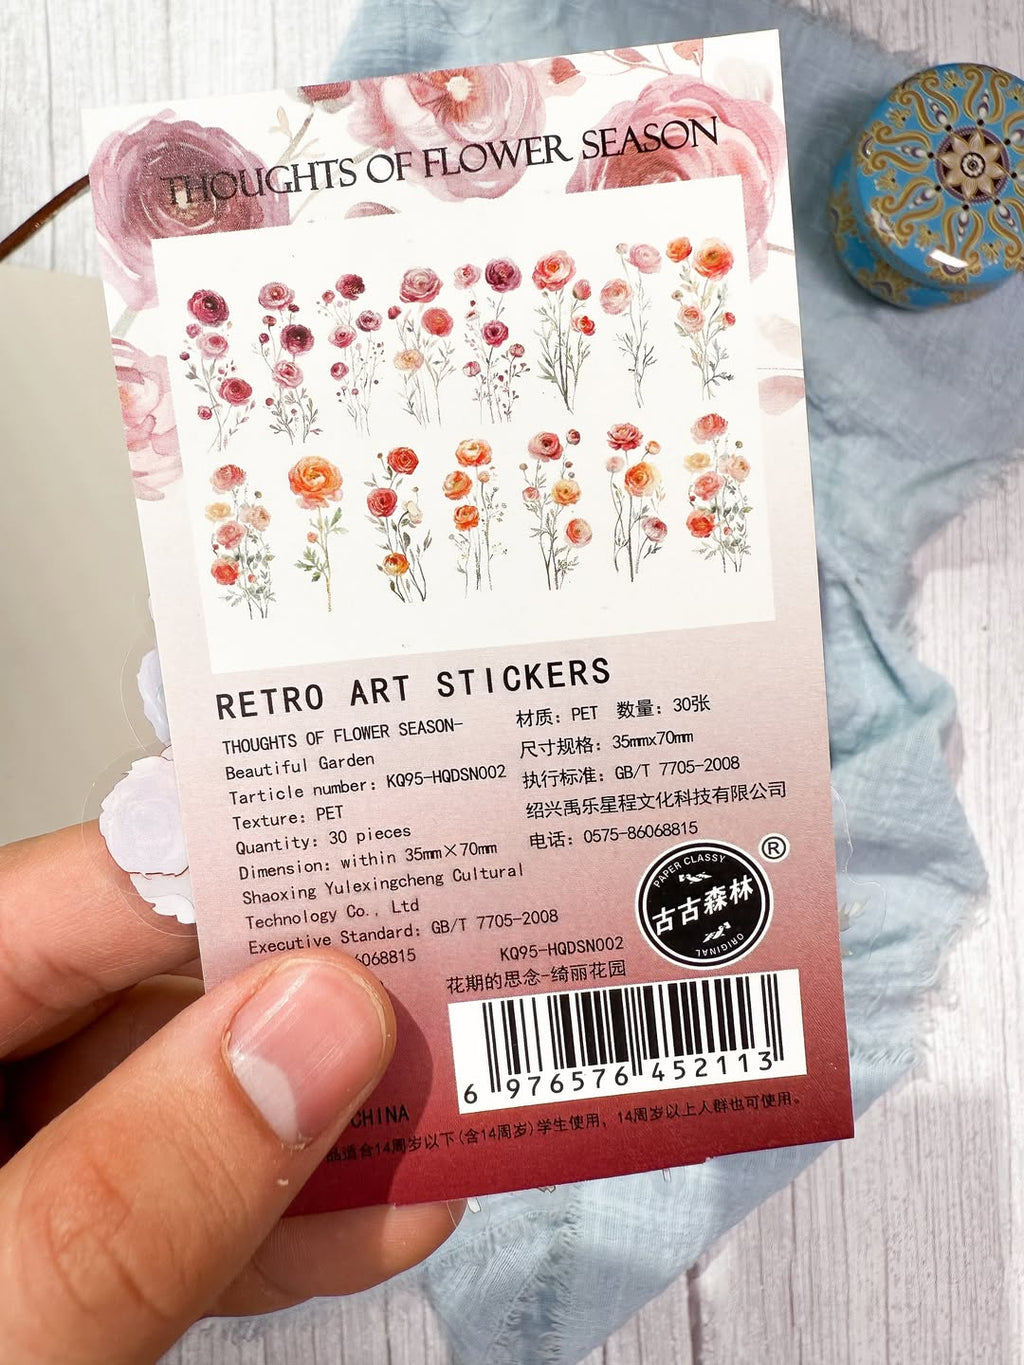 THOUGHTS OF FLOWER SEASON
RETRO ART STICKERS
THOUGHTS OF FLOWER SEASON-
Beautiful Garden
Tarticle number: KQ95-HQDSN002
Texture: PET
Quantity: 30 pieces
Dimension: within 35mm×70mm
Shaoxing Yulexingcheng Cultural
Technology Co., Ltd
Executive Standard: GB/T 7705-2008
6068815
材质: PET 数量: 30张
尺寸规格: 35mmx70mm
执行标准: GB/T 7705-2008
绍兴禹乐星程文化科技有限公司
电话: 0575-86068815
PAPER CLASSY
古古森林
ORIGINAL
®
KQ95-HQDSN002
花期的思念-绮丽花园
6 976576 452113
CHINA
品适合14周岁以下(含14周岁)学生使用，14周岁以上人群也可使用。